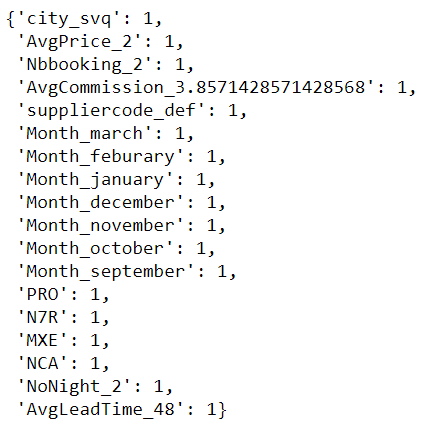 {'city_svq': 1,
'AvgPrice_2': 1,
'Nbbooking_2': 1,
'AvgCommission_3.8571428571428568': 1,
'suppliercode_def': 1,
'Month_march': 1,
'Month_feburary': 1,
'Month_january': 1,
'Month_december': 1,
'Month_november': 1,
'Month_october': 1,
'Month_september': 1,
'PRO': 1,
'N7R': 1,
'MXE': 1,
'NCA': 1,
'NoNight_2': 1,
'AvgLeadTime_48': 1}